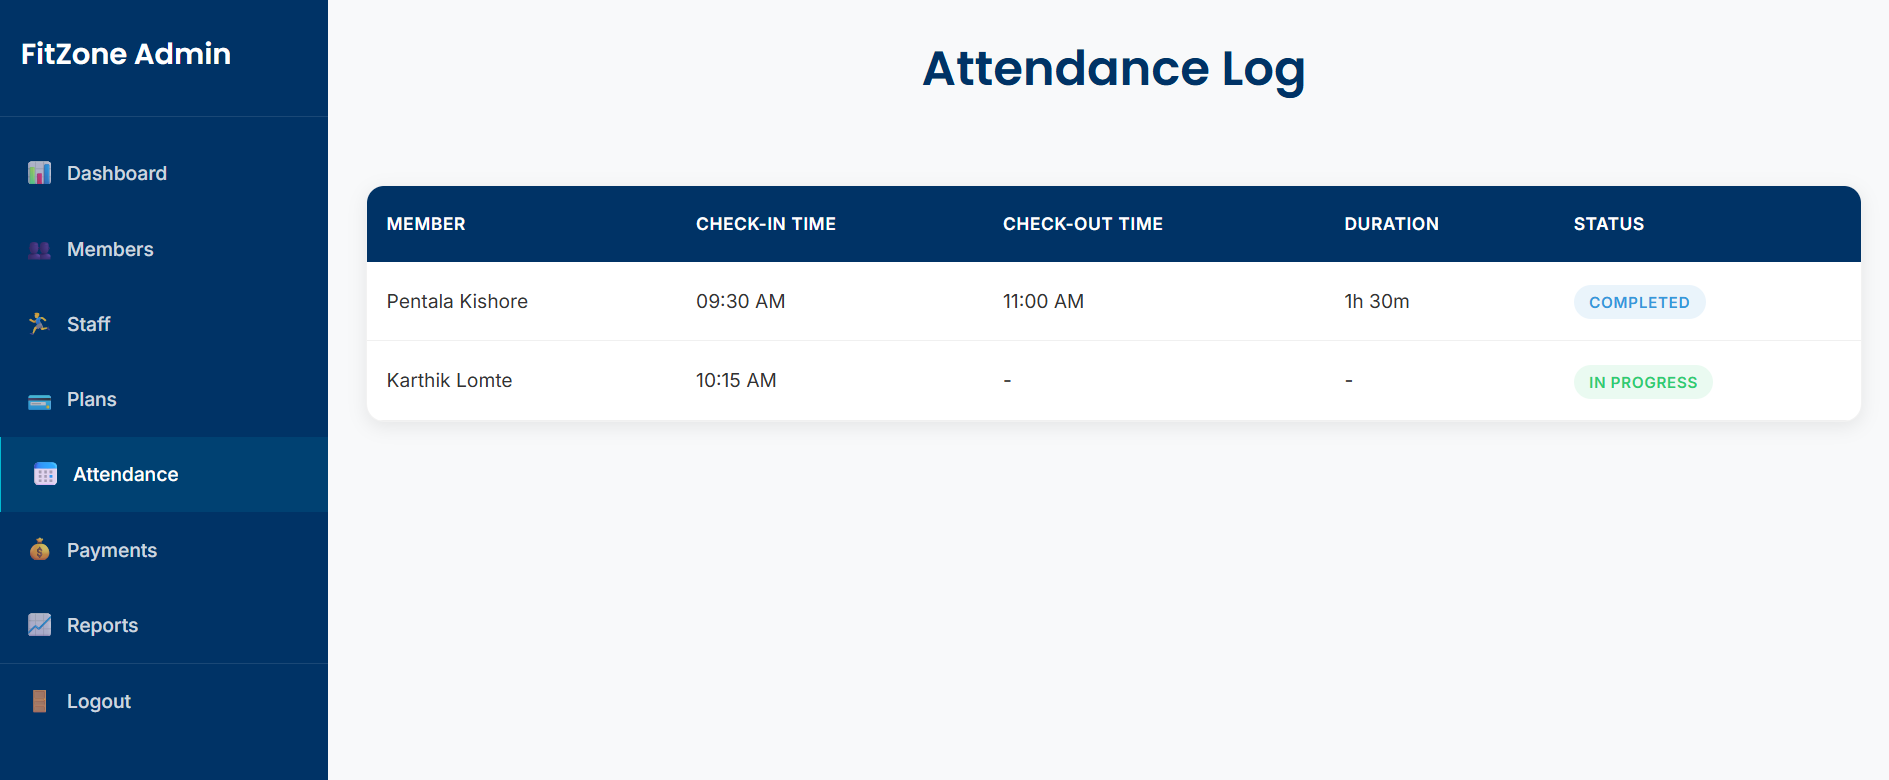 FitZone Admin
Dashboard
Members
Staff
Plans
Attendance
Payments
Reports
Logout
Attendance Log
MEMBER CHECK-IN TIME CHECK-OUT TIME DURATION STATUS
Pentala Kishore 09:30 AM 11:00 AM 1h 30m COMPLETED
Karthik Lomte 10:15 AM - - IN PROGRESS